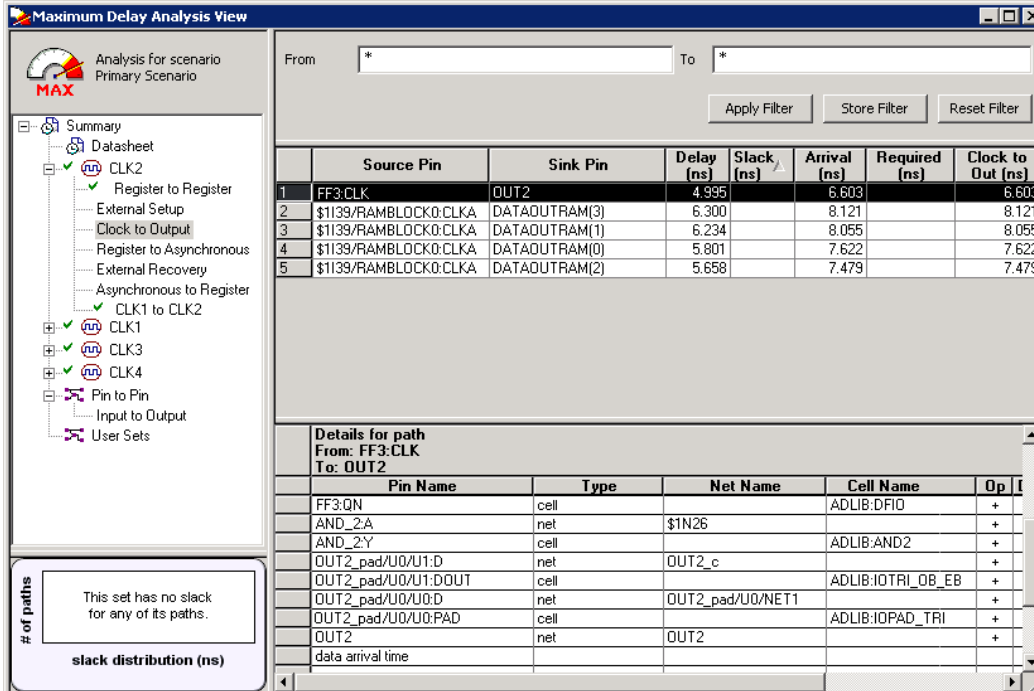 Maximum Delay Analysis View
MAX
Analysis for scenario
Primary Scenario
Summary
Datasheet
CLK2
Register to Register
External Setup
Clock to Output
Register to Asynchronous
External Recovery
Asynchronous to Register
CLK1 to CLK2
CLK1
CLK3
CLK4
Pin to Pin
Input to Output
User Sets
# of paths
This set has no slack
for any of its paths.
slack distribution (ns)
From * To *
Apply Filter Store Filter Reset Filter
Source Pin Sink Pin Delay (ns) Slack (ns) Arrival (ns) Required (ns) Clock to Out (ns)
1 FF3:CLK OUT2 4.995 6.603 6.603
2 $1I39/RAMBLOCK0:CLKA DATAOUTRAM(3) 6.300 8.121 8.121
3 $1I39/RAMBLOCK0:CLKA DATAOUTRAM(1) 6.234 8.055 8.055
4 $1I39/RAMBLOCK0:CLKA DATAOUTRAM(0) 5.801 7.622 7.622
5 $1I39/RAMBLOCK0:CLKA DATAOUTRAM(2) 5.658 7.479 7.479
Details for path
From: FF3:CLK
To: OUT2
Pin Name Type Net Name Cell Name Op
FF3:QN cell ADLIB:DFI0 +
AND_2:A net $1N26 +
AND_2:Y cell ADLIB:AND2 +
OUT2_pad/U0/U1:D net OUT2_c +
OUT2_pad/U0/U1:DOUT cell ADLIB:IOTRI_OB_EB +
OUT2_pad/U0/U0:D net OUT2_pad/U0/NET1 +
OUT2_pad/U0/U0:PAD cell ADLIB:IOPAD_TRI +
OUT2 net OUT2 +
data arrival time